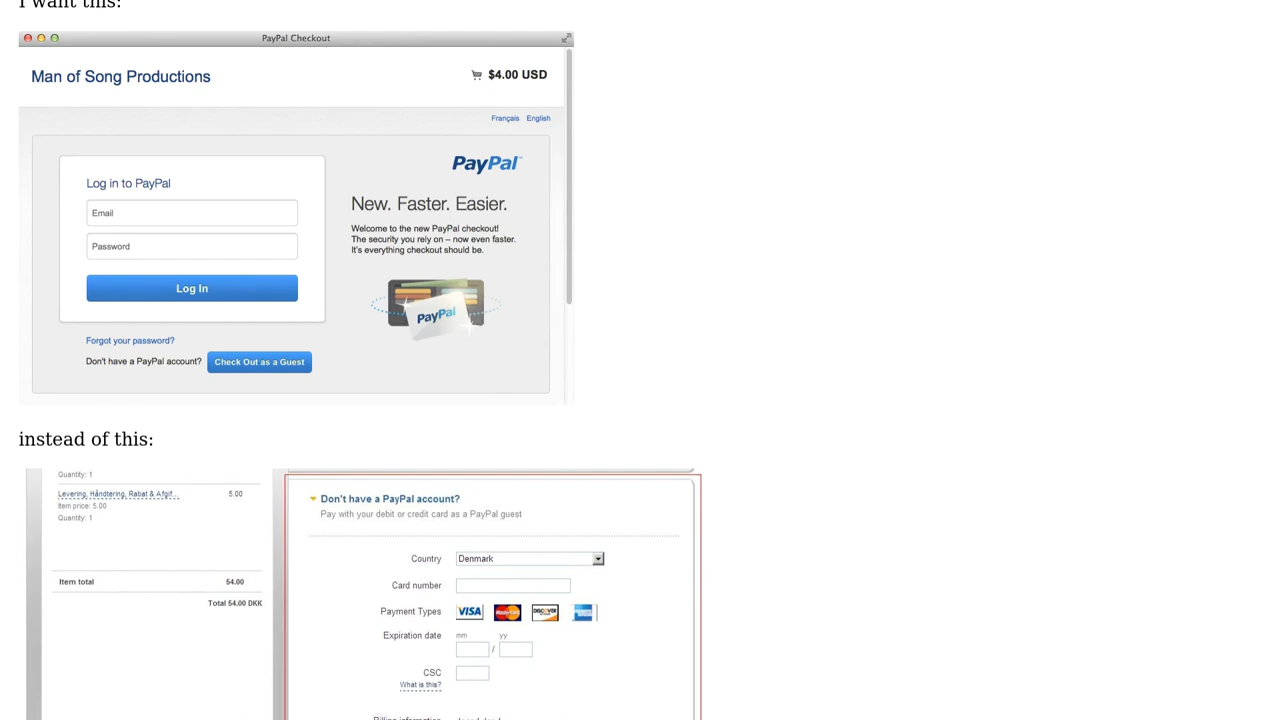 I want this:
PayPal Checkout
Man of Song Productions
$4.00 USD
Français English
PayPal™
Log in to PayPal
Email
Password
Log In
New. Faster. Easier.
Welcome to the new PayPal checkout!
The security you rely on – now even faster.
It's everything checkout should be.
PayPal
Forgot your password?
Don't have a PayPal account? Check Out as a Guest
instead of this:
Quantity: 1
Levering, Håndtering, Rabat & Afgif... 5.00
Item price: 5.00
Quantity: 1
Item total 54.00
Total 54.00 DKK
Don't have a PayPal account?
Pay with your debit or credit card as a PayPal guest
Country Denmark
Card number
Payment Types VISA MasterCard DISCOVER
Expiration date mm yy
/
CSC
What is this?